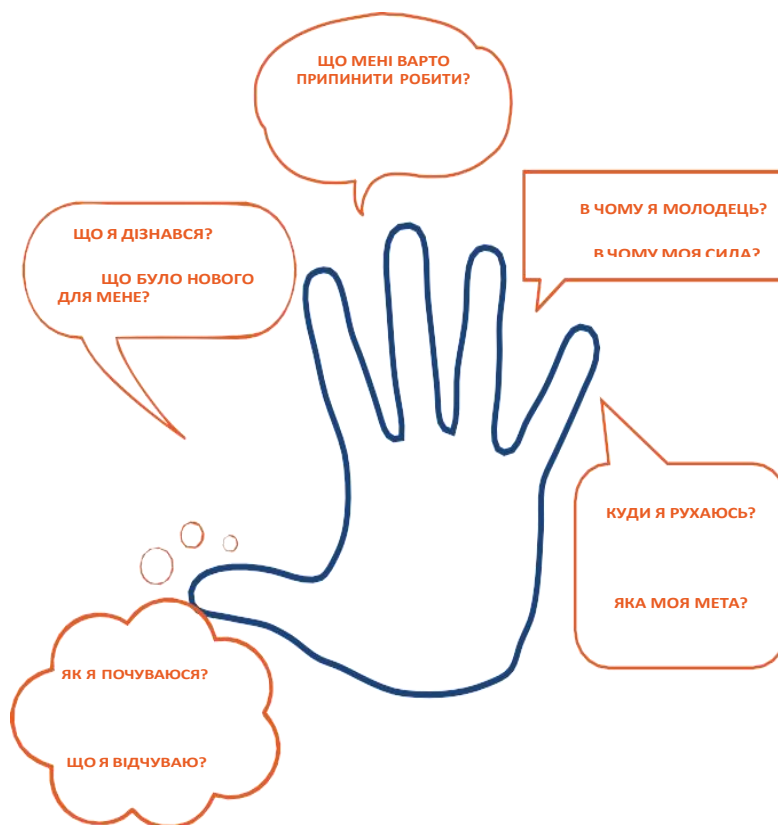 ЩО МЕНІ ВАРТО
ПРИПИНИТИ РОБИТИ?
В ЧОМУ Я МОЛОДЕЦЬ?
В ЧОМУ МОЯ СИЛА?
ЩО Я ДІЗНАВСЯ?
ЩО БУЛО НОВОГО
ДЛЯ МЕНЕ?
КУДИ Я РУХАЮСЬ?
ЯКА МОЯ МЕТА?
ЯК Я ПОЧУВАЮСЯ?
ЩО Я ВІДЧУВАЮ?